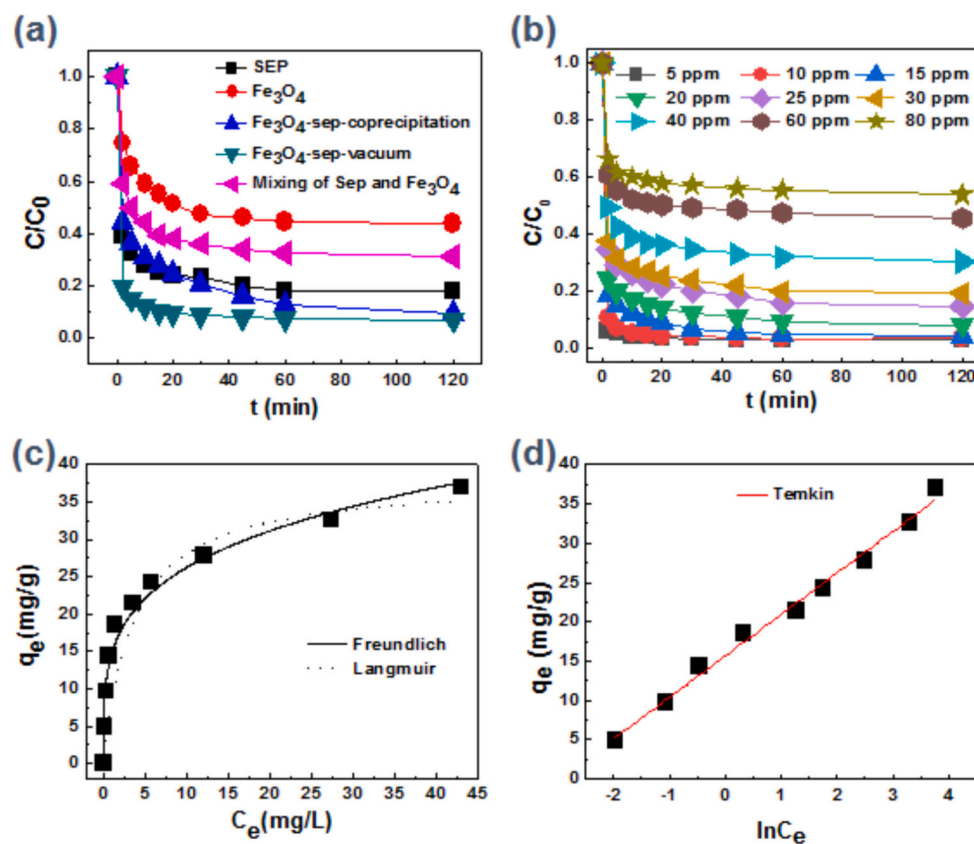 (a)
C/C0
1.0
0.8
0.6
0.4
0.2
0.0
SEP
Fe3O4
Fe3O4-sep-coprecipitation
Fe3O4-sep-vacuum
Mixing of Sep and Fe3O4
0 20 40 60 80 100 120
t (min)
(b)
C/C0
1.0
0.8
0.6
0.4
0.2
0.0
5 ppm 10 ppm 15 ppm
20 ppm 25 ppm 30 ppm
40 ppm 60 ppm 80 ppm
0 20 40 60 80 100 120
t (min)
(c)
qe(mg/g)
40
35
30
25
20
15
10
5
0
Freundlich
Langmuir
0 5 10 15 20 25 30 35 40 45
Ce(mg/L)
(d)
qe (mg/g)
40
35
30
25
20
15
10
5
0
Temkin
-2 -1 0 1 2 3 4
lnCe